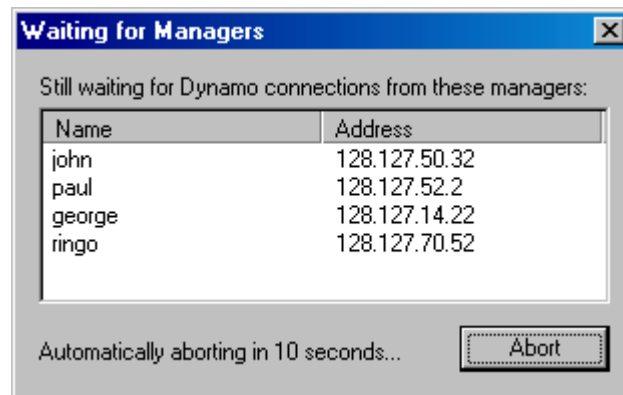 Waiting for Managers
Still waiting for Dynamo connections from these managers:
Name Address
john 128.127.50.32
paul 128.127.52.2
george 128.127.14.22
ringo 128.127.70.52
Automatically aborting in 10 seconds... Abort